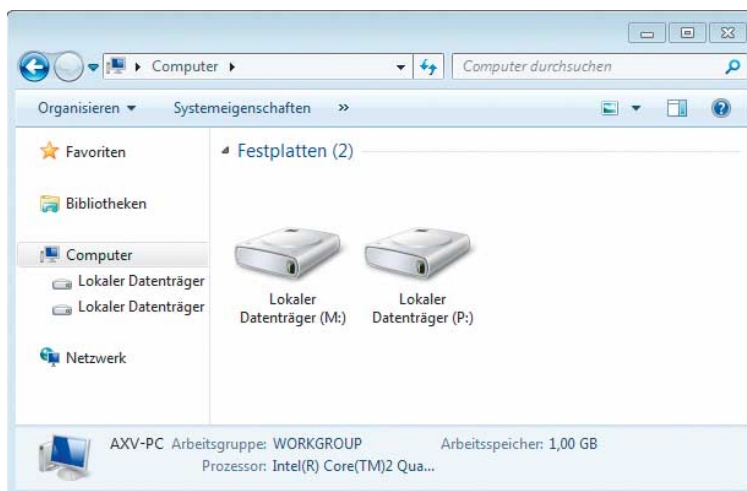 Computer
Computer durchsuchen
Organisieren
Systemeigenschaften
»
Favoriten
Festplatten (2)
Bibliotheken
Computer
Lokaler Datenträger
Lokaler Datenträger
Lokaler
Datenträger (M:)
Lokaler
Datenträger (P:)
Netzwerk
AXV-PC Arbeitsgruppe: WORKGROUP Arbeitsspeicher: 1,00 GB
Prozessor: Intel(R) Core(TM)2 Qua...